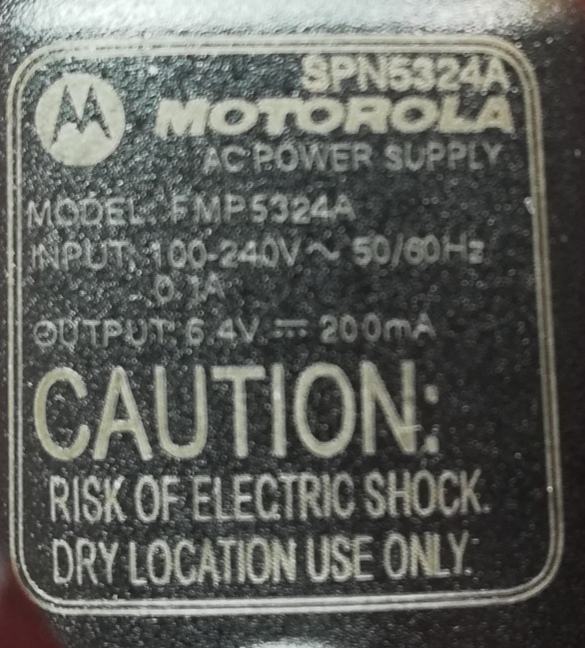 SPN5324A
MOTOROLA
AC POWER SUPPLY
MODEL: FMP5324A
INPUT: 100-240V ~ 50/60Hz
0.1A
OUTPUT: 6.4V ⎓ 200mA
CAUTION:
RISK OF ELECTRIC SHOCK.
DRY LOCATION USE ONLY.